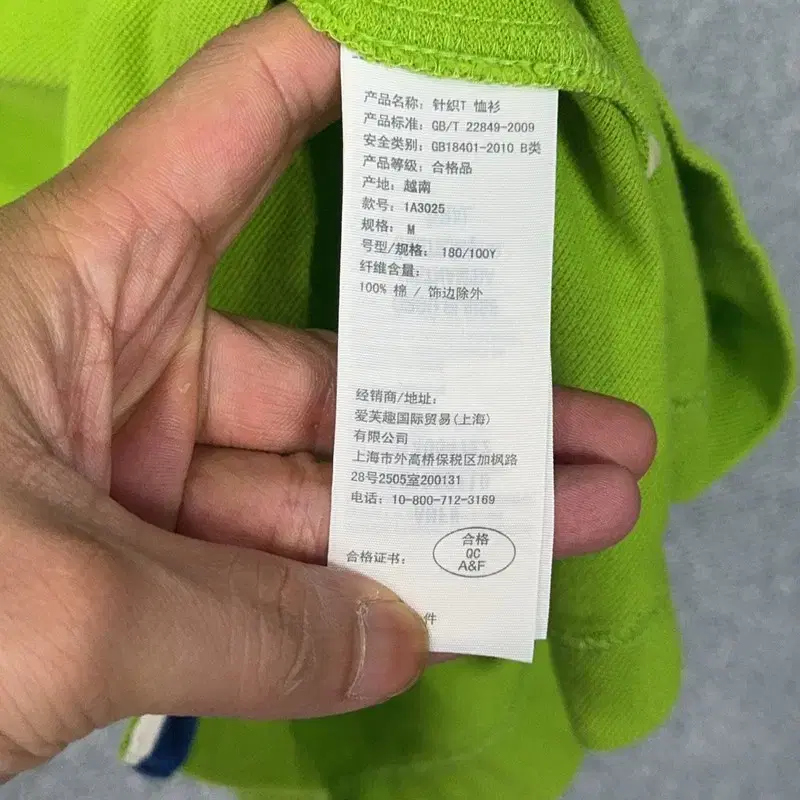 产品名称: 针织T 恤衫
产品标准: GB/T 22849-2009
安全类别: GB18401-2010 B类
产品等级: 合格品
产地: 越南
款号: 1A3025
规格: M
号型/规格: 180/100Y
纤维含量:
100% 棉 / 饰边除外
经销商/地址:
爱芙趣国际贸易(上海)
有限公司
上海市外高桥保税区加枫路
28号2505室200131
电话: 10-800-712-3169
合格证书:
合格
QC
A&F
件